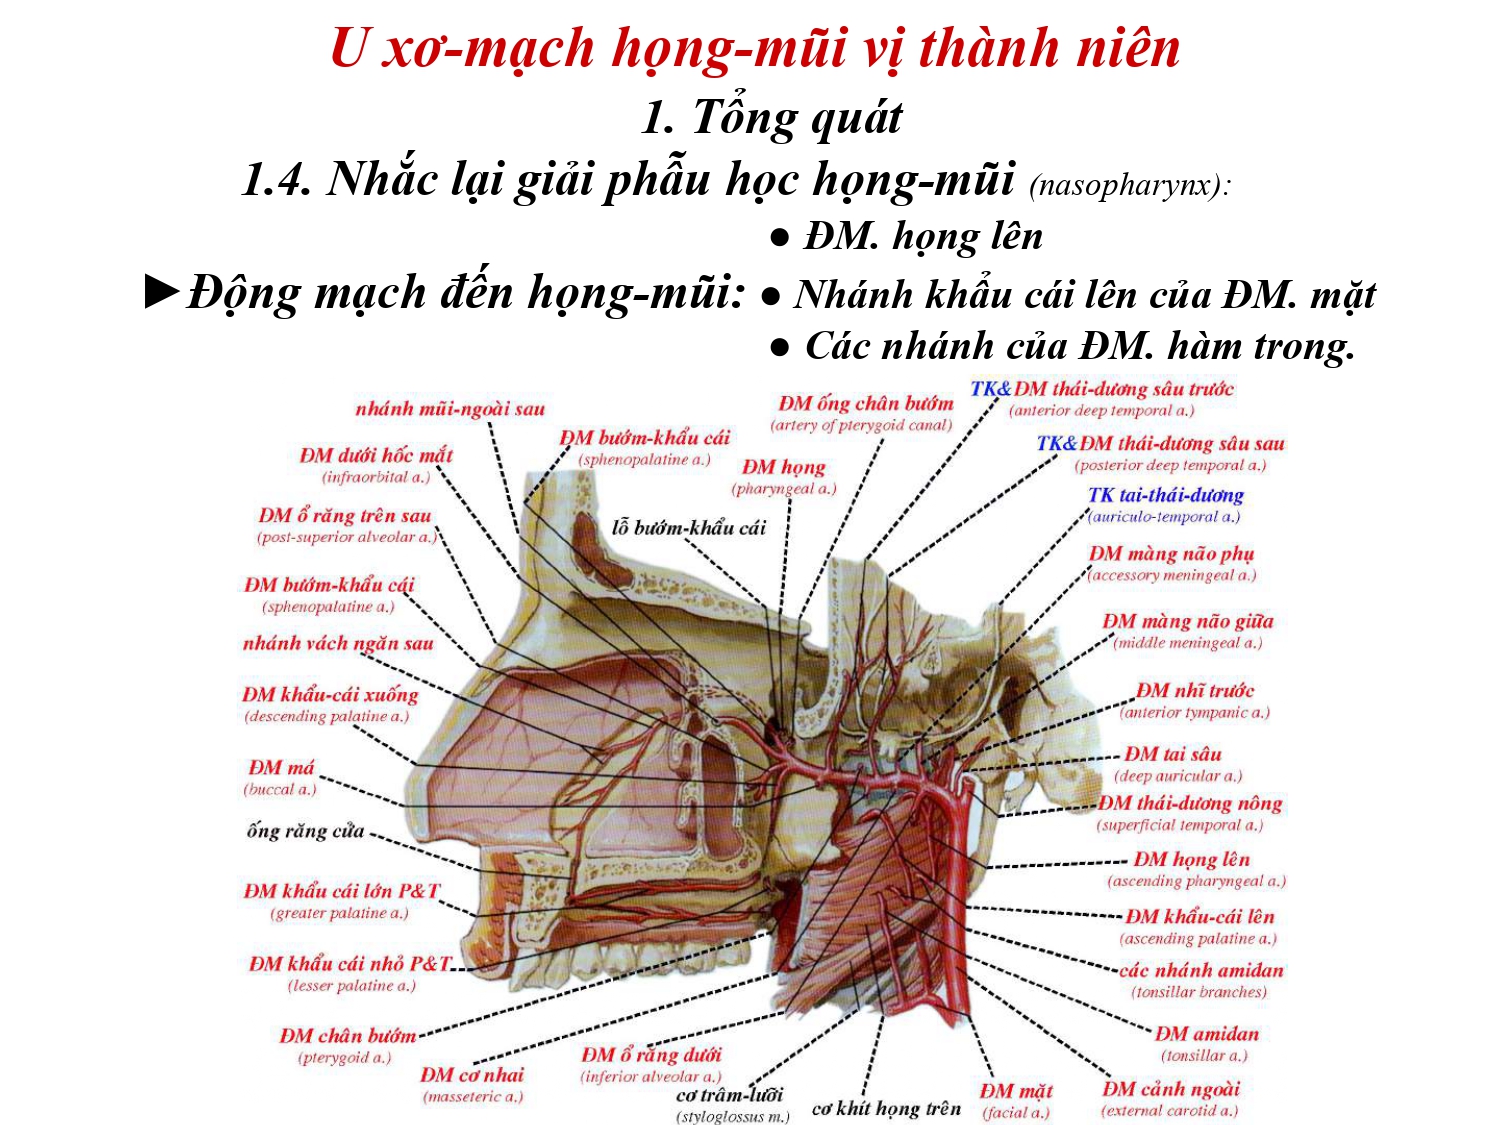 U xơ-mạch họng-mũi vị thành niên
1. Tổng quát
1.4. Nhắc lại giải phẫu học họng-mũi (nasopharynx):
● ĐM. họng lên
►Động mạch đến họng-mũi: ● Nhánh khẩu cái lên của ĐM. mặt
● Các nhánh của ĐM. hàm trong.
nhánh mũi-ngoài sau
ĐM dưới hốc mắt
(infraorbital a.)
ĐM ổ răng trên sau
(post-superior alveolar a.)
ĐM bướm-khẩu cái
(sphenopalatine a.)
nhánh vách ngăn sau
ĐM khẩu-cái xuống
(descending palatine a.)
ĐM má
(buccal a.)
ống răng cửa
ĐM khẩu cái lớn P&T
(greater palatine a.)
ĐM khẩu cái nhỏ P&T
(lesser palatine a.)
ĐM chân bướm
(pterygoid a.)
ĐM cơ nhai
(masseteric a.)
ĐM bướm-khẩu cái
(sphenopalatine a.)
lỗ bướm-khẩu cái
ĐM họng
(pharyngeal a.)
ĐM ống chân bướm
(artery of pterygoid canal)
TK&ĐM thái-dương sâu trước
(anterior deep temporal a.)
TK&ĐM thái-dương sâu sau
(posterior deep temporal a.)
TK tai-thái-dương
(auriculo-temporal a.)
ĐM màng não phụ
(accessory meningeal a.)
ĐM màng não giữa
(middle meningeal a.)
ĐM nhĩ trước
(anterior tympanic a.)
ĐM tai sâu
(deep auricular a.)
ĐM thái-dương nông
(superficial temporal a.)
ĐM họng lên
(ascending pharyngeal a.)
ĐM khẩu-cái lên
(ascending palatine a.)
các nhánh amidan
(tonsillar branches)
ĐM amidan
(tonsillar a.)
ĐM cảnh ngoài
(external carotid a.)
ĐM mặt
(facial a.)
cơ khít họng trên
cơ trâm-lưỡi
(styloglossus m.)
ĐM ổ răng dưới
(inferior alveolar a.)